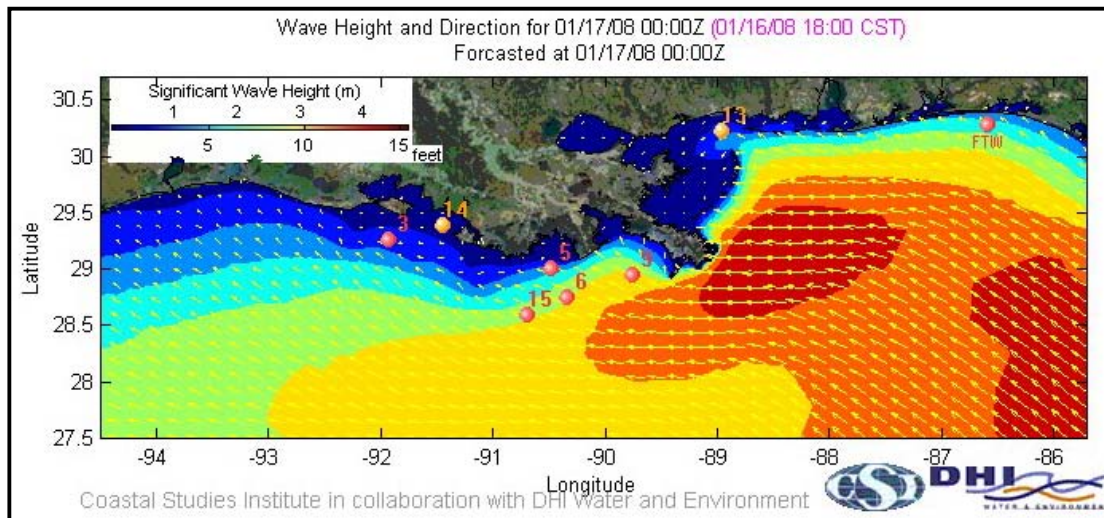 Wave Height and Direction for 01/17/08 00:00Z (01/16/08 18:00 CST)
Forcasted at 01/17/08 00:00Z
Significant Wave Height (m)
1 2 3 4
5 10 15 feet
30.5
30
29.5
29
28.5
28
27.5
Latitude
13
FTW
14
3
5
9
6
15
-94 -93 -92 -91 -90 -89 -88 -87 -86
Longitude
Coastal Studies Institute in collaboration with DHI Water and Environment
CSI
DHI
WATER & ENVIRONMENT